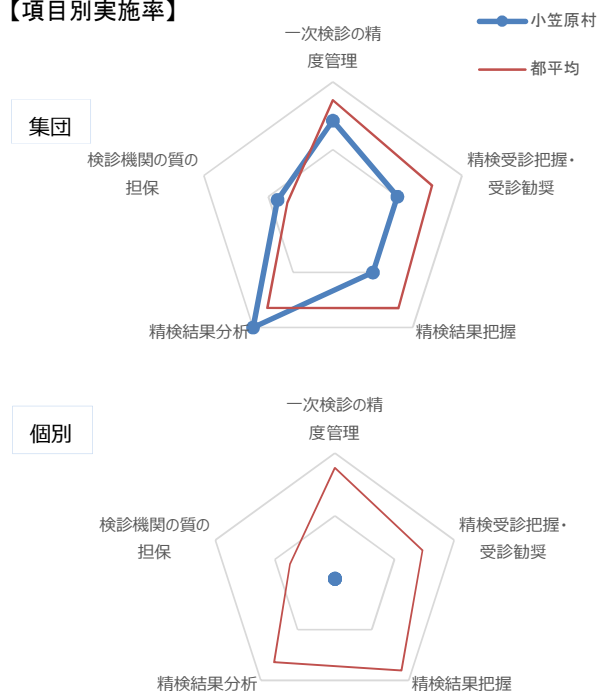 【項目別実施率】
小笠原村
都平均
集団
一次検診の精
度管理
精検受診把握・
受診勧奨
精検結果把握
精検結果分析
検診機関の質の
担保
個別
一次検診の精
度管理
精検受診把握・
受診勧奨
精検結果把握
精検結果分析
検診機関の質の
担保